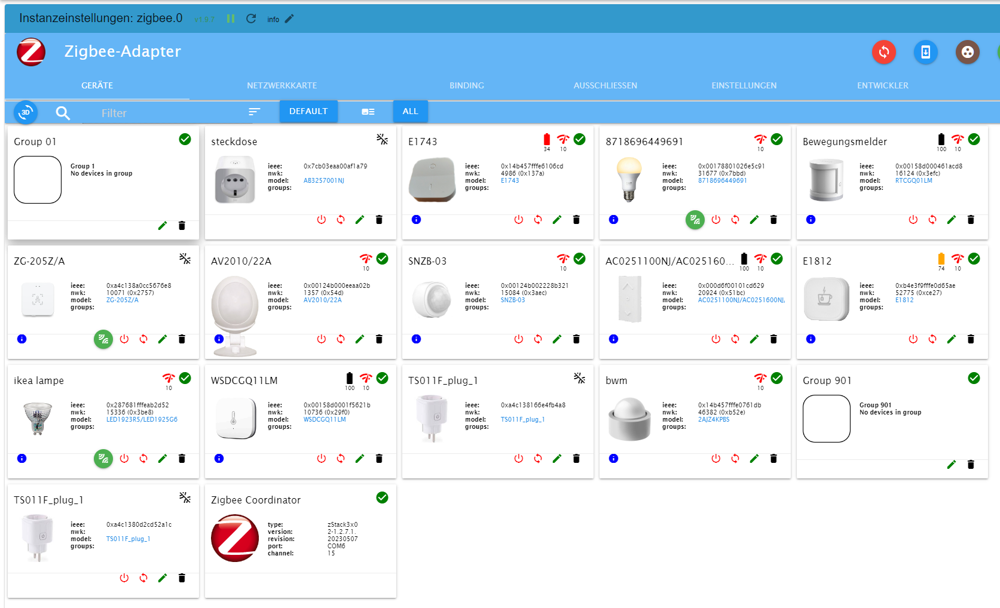 Instanzeinstellungen: zigbee.0 v1.9.7 info
Zigbee-Adapter
GERÄTE NETZWERKKARTE BINDING AUSSCHLIESSEN EINSTELLUNGEN ENTWICKLER
3D Filter DEFAULT ALL
Group 01
Group 1
No devices in group
steckdose
ieee: 0x7cb03eaa00af1a79
nwk:
model: AB3257001NJ
groups:
E1743
34 10
ieee: 0x14b457fffe6106cd
nwk: 4986 (0x137a)
model: E1743
groups:
8718696449691
10
ieee: 0x00178801026e5c91
nwk: 31677 (0x7bbd)
model: 8718696449691
groups:
Bewegungsmelder
100 10
ieee: 0x00158d000461acd8
nwk: 16124 (0x3efc)
model: RTCGQ01LM
groups:
ZG-205Z/A
ieee: 0xa4c138a0cc5676e8
nwk: 10071 (0x2757)
model: ZG-205Z/A
groups:
AV2010/22A
10
ieee: 0x00124b000eeaa02b
nwk: 1357 (0x54d)
model: AV2010/22A
groups:
SNZB-03
10
ieee: 0x00124b002228b321
nwk: 15084 (0x3aec)
model: SNZB-03
groups:
AC0251100NJ/AC025160...
100 10
ieee: 0x000d6f00101cd629
nwk: 20924 (0x51bc)
model: AC0251100NJ/AC0251600NJ/
groups:
E1812
74 10
ieee: 0xb4e3f9fffe0d65ae
nwk: 52775 (0xce27)
model: E1812
groups:
ikea lampe
10
ieee: 0x287681fffeab2d52
nwk: 15336 (0x3be8)
model: LED1923R5/LED1925G6
groups:
WSDCGQ11LM
100 10
ieee: 0x00158d0001f5621b
nwk: 10736 (0x29f0)
model: WSDCGQ11LM
groups:
TS011F_plug_1
ieee: 0xa4c138166e4fb4a8
nwk:
model: TS011F_plug_1
groups:
bwm
10
ieee: 0x14b457fffe0761db
nwk: 46382 (0xb52e)
model: 2AJZ4KPBS
groups:
Group 901
Group 901
No devices in group
TS011F_plug_1
ieee: 0xa4c1380d2cd52a1c
nwk:
model: TS011F_plug_1
groups:
Zigbee Coordinator
type: zStack3x0
version: 2-1.2.7.1.
revision: 20230507
port: COM6
channel: 15